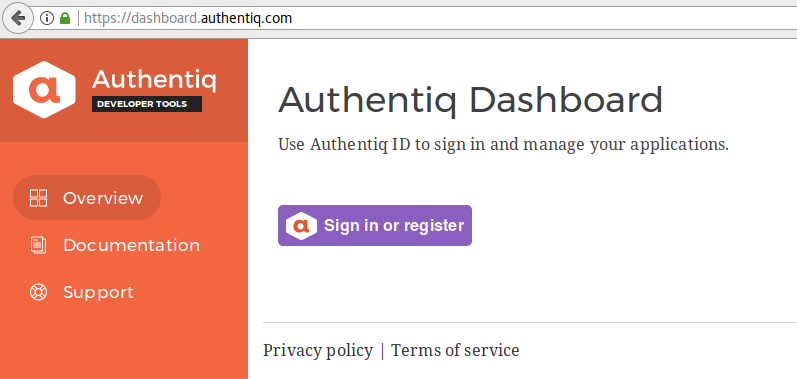 https://dashboard.authentiq.com
Authentiq
DEVELOPER TOOLS
Overview
Documentation
Support
Authentiq Dashboard
Use Authentiq ID to sign in and manage your applications.
a Sign in or register
Privacy policy | Terms of service